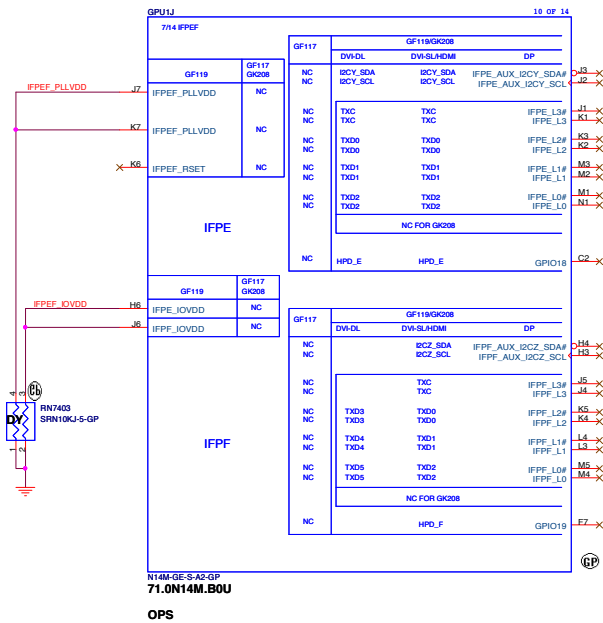 GPU1J
10 OF 14
7/14 IFPEF
GF119
GF117
GK208
GF117
GF119/GK208
DVI-DL
DVI-SL/HDMI
DP
IFPEF_PLLVDD
J7
IFPEF_PLLVDD
NC
K7
IFPEF_PLLVDD
NC
K6
IFPEF_RSET
NC
NC
I2CY_SDA
I2CY_SDA
IFPE_AUX_I2CY_SDA#
J3
NC
I2CY_SCL
I2CY_SCL
IFPE_AUX_I2CY_SCL
J2
NC
TXC
TXC
IFPE_L3#
J1
NC
TXC
TXC
IFPE_L3
K1
NC
TXD0
TXD0
IFPE_L2#
K3
NC
TXD0
TXD0
IFPE_L2
K2
NC
TXD1
TXD1
IFPE_L1#
M3
NC
TXD1
TXD1
IFPE_L1
M2
NC
TXD2
TXD2
IFPE_L0#
M1
NC
TXD2
TXD2
IFPE_L0
N1
IFPE
NC FOR GK208
NC
HPD_E
HPD_E
GPIO18
C2
GF119
GF117
GK208
IFPEF_IOVDD
H6
IFPE_IOVDD
NC
J6
IFPF_IOVDD
NC
GF117
GF119/GK208
DVI-DL
DVI-SL/HDMI
DP
NC
I2CZ_SDA
IFPF_AUX_I2CZ_SDA#
H4
NC
I2CZ_SCL
IFPF_AUX_I2CZ_SCL
H3
NC
TXC
IFPF_L3#
J5
NC
TXC
IFPF_L3
J4
NC
TXD3
TXD0
IFPF_L2#
K5
NC
TXD3
TXD0
IFPF_L2
K4
NC
TXD4
TXD1
IFPF_L1#
L4
NC
TXD4
TXD1
IFPF_L1
L3
NC
TXD5
TXD2
IFPF_L0#
M5
NC
TXD5
TXD2
IFPF_L0
M4
IFPF
NC FOR GK208
NC
HPD_F
GPIO19
F7
4
3
RN7403
SRN10KJ-5-GP
DY
1
2
GP
N14M-GE-S-A2-GP
71.0N14M.B0U
OPS